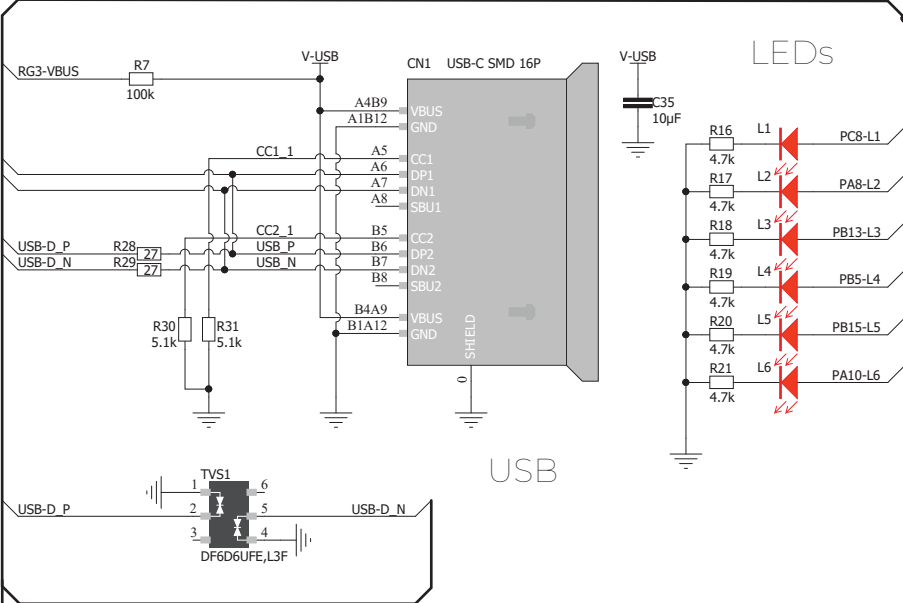 V-USB
CN1 USB-C SMD 16P
V-USB
LEDs
RG3-VBUS
R7
100k
A4B9
VBUS
A1B12
GND
C35
10µF
CC1_1
A5
CC1
A6
DP1
A7
DN1
A8
SBU1
CC2_1
B5
CC2
USB-D_P
R28
27
USB_P
B6
DP2
USB-D_N
R29
27
USB_N
B7
DN2
B8
SBU2
B4A9
VBUS
B1A12
GND
R30
5.1k
R31
5.1k
SHIELD
0
R16
4.7k
L1
PC8-L1
R17
4.7k
L2
PA8-L2
R18
4.7k
L3
PB13-L3
R19
4.7k
L4
PB5-L4
R20
4.7k
L5
PB15-L5
R21
4.7k
L6
PA10-L6
USB
TVS1
1
6
USB-D_P
2
5
USB-D_N
3
4
DF6D6UFE,L3F